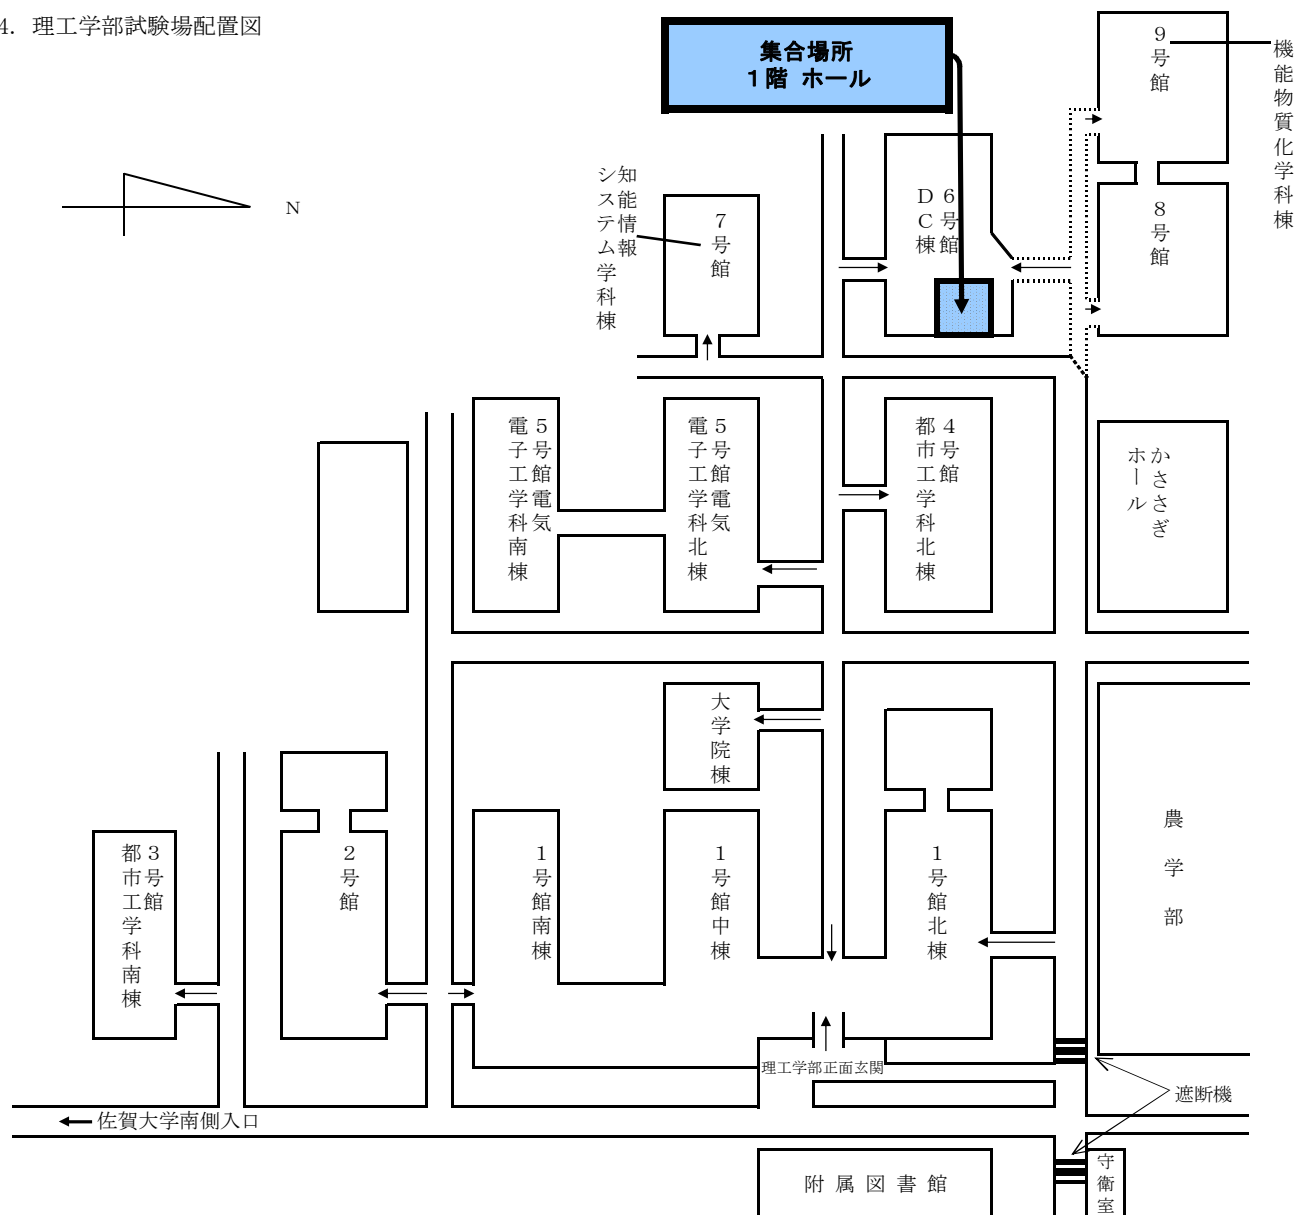 4. 理工学部試験場配置図
集合場所
1階 ホール
9号館
機能物質化学科棟
N
知能情報
システム学科棟
7号館
6号館
DC棟
8号館
5号館電気
電子工学科南棟
5号館電気
電子工学科北棟
4号館
都市工学科北棟
かささぎ
ホール
大学院棟
農学部
3号館
都市工学科南棟
2号館
1号館南棟
1号館中棟
1号館北棟
理工学部正面玄関
遮断機
佐賀大学南側入口
附属図書館
守衛室